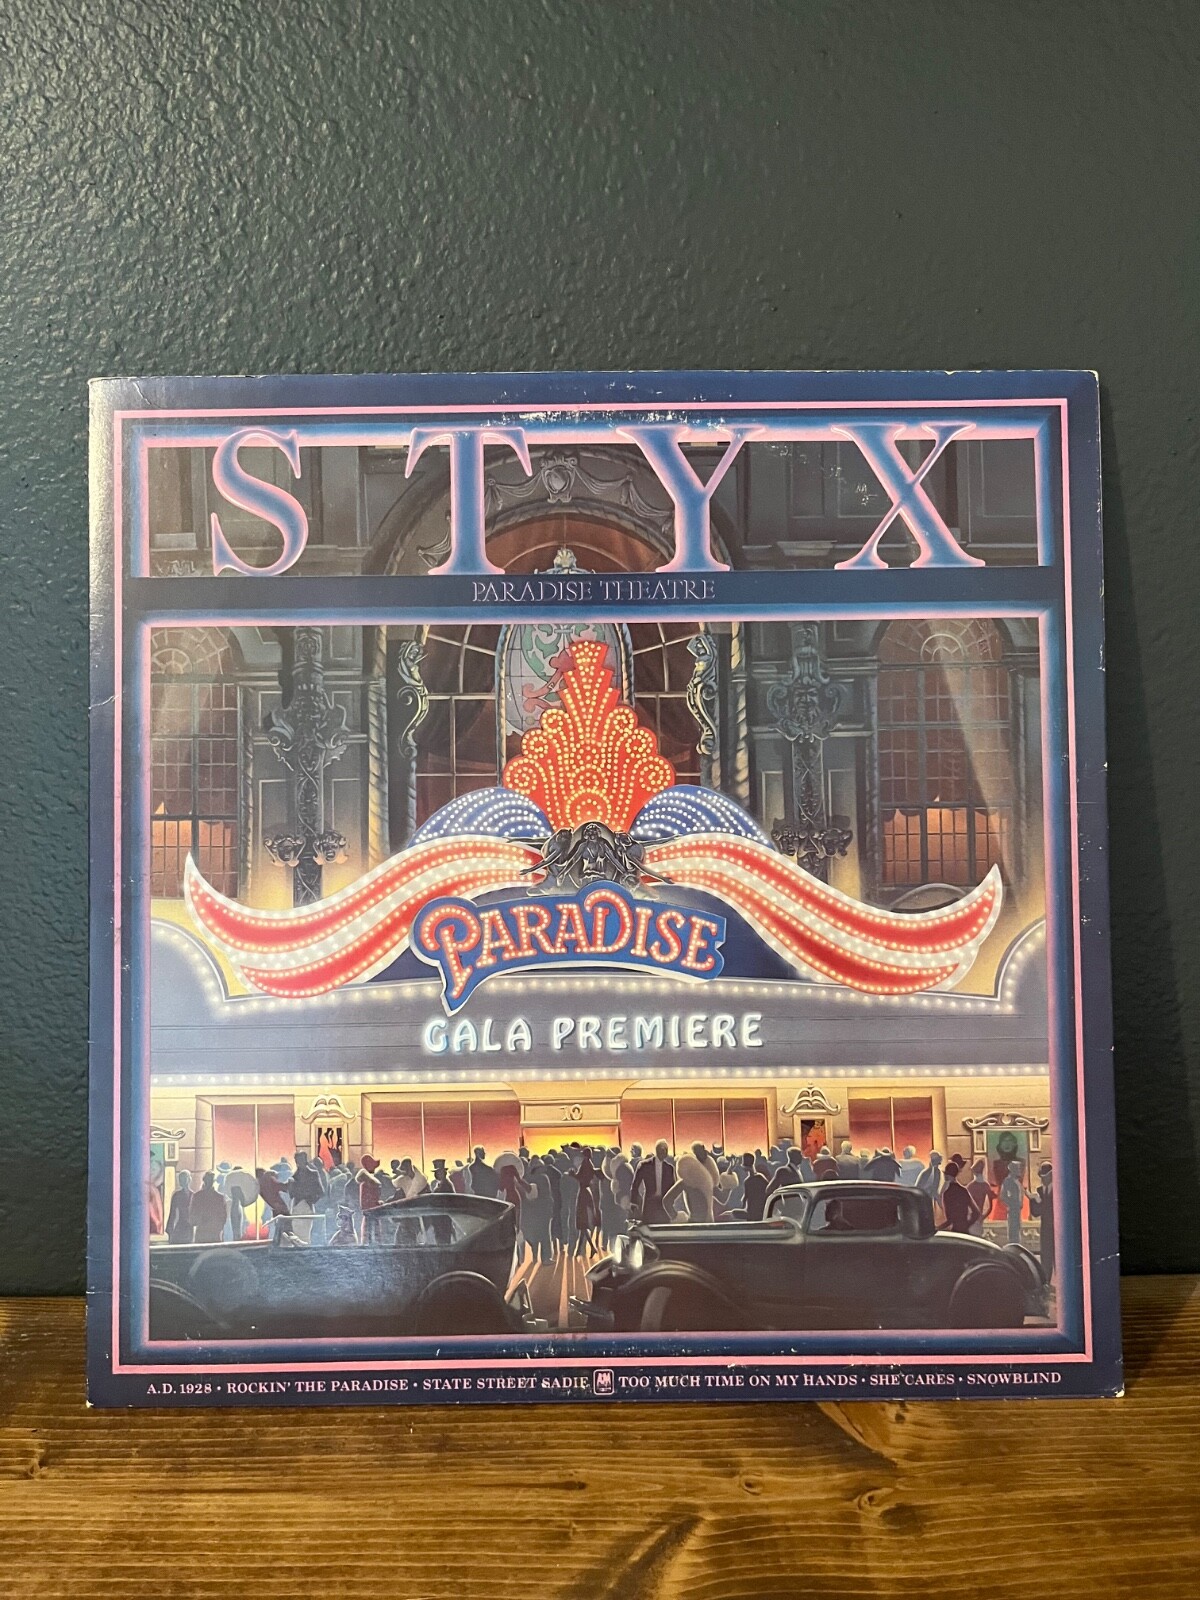 STYX
PARADISE THEATRE
PARADISE
GALA PREMIERE
10
A.D. 1928 • ROCKIN' THE PARADISE • STATE STREET SADIE A&M TOO MUCH TIME ON MY HANDS • SHE CARES • SNOWBLIND